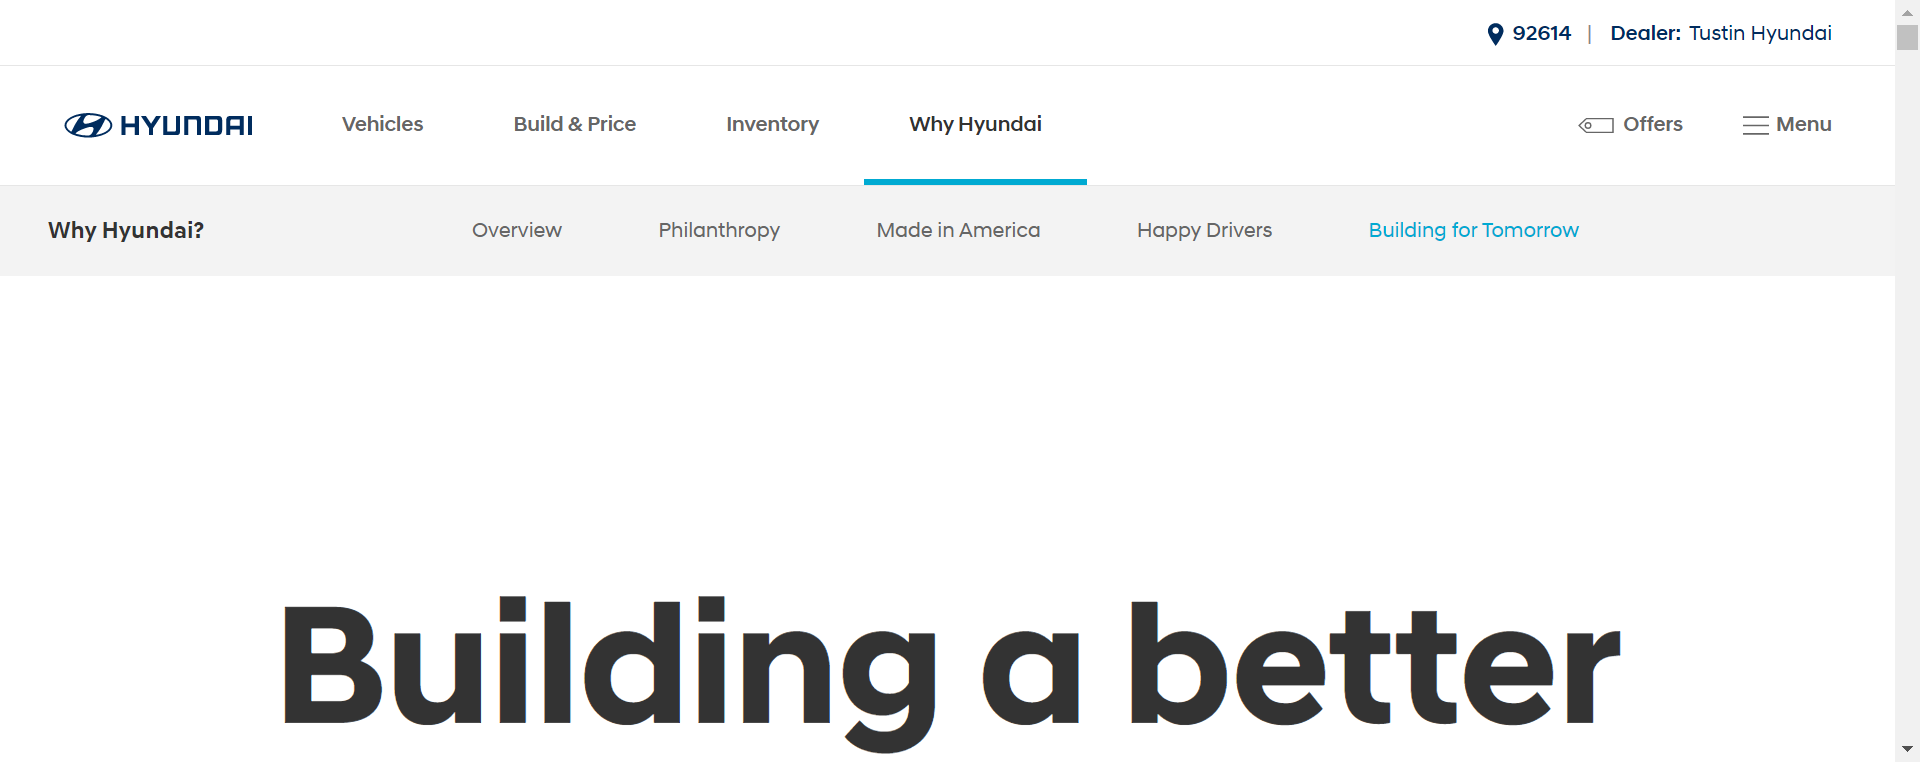 92614 | Dealer: Tustin Hyundai
HYUNDAI Vehicles Build & Price Inventory Why Hyundai Offers Menu
Why Hyundai? Overview Philanthropy Made in America Happy Drivers Building for Tomorrow
Building a better